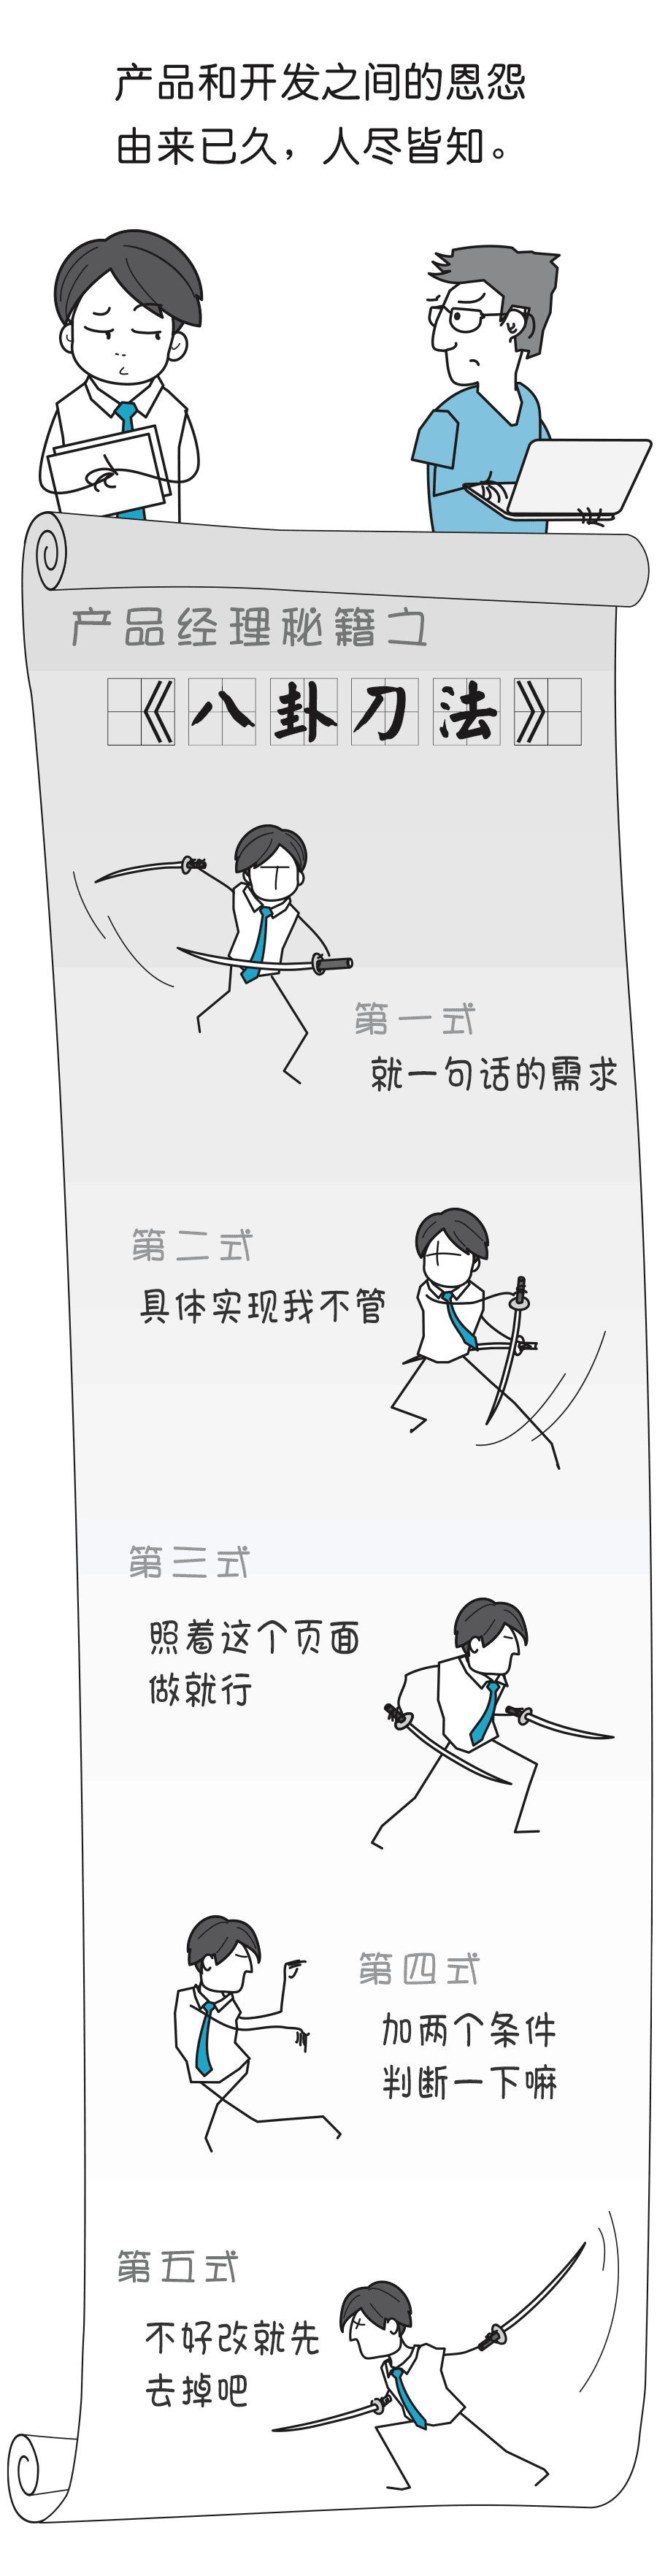 产品和开发之间的恩怨
由来已久，人尽皆知。
产品经理秘籍之
《八卦刀法》
第一式
就一句话的需求
第二式
具体实现我不管
第三式
照着这个页面
做就行
第四式
加两个条件
判断一下嘛
第五式
不好改就先
去掉吧